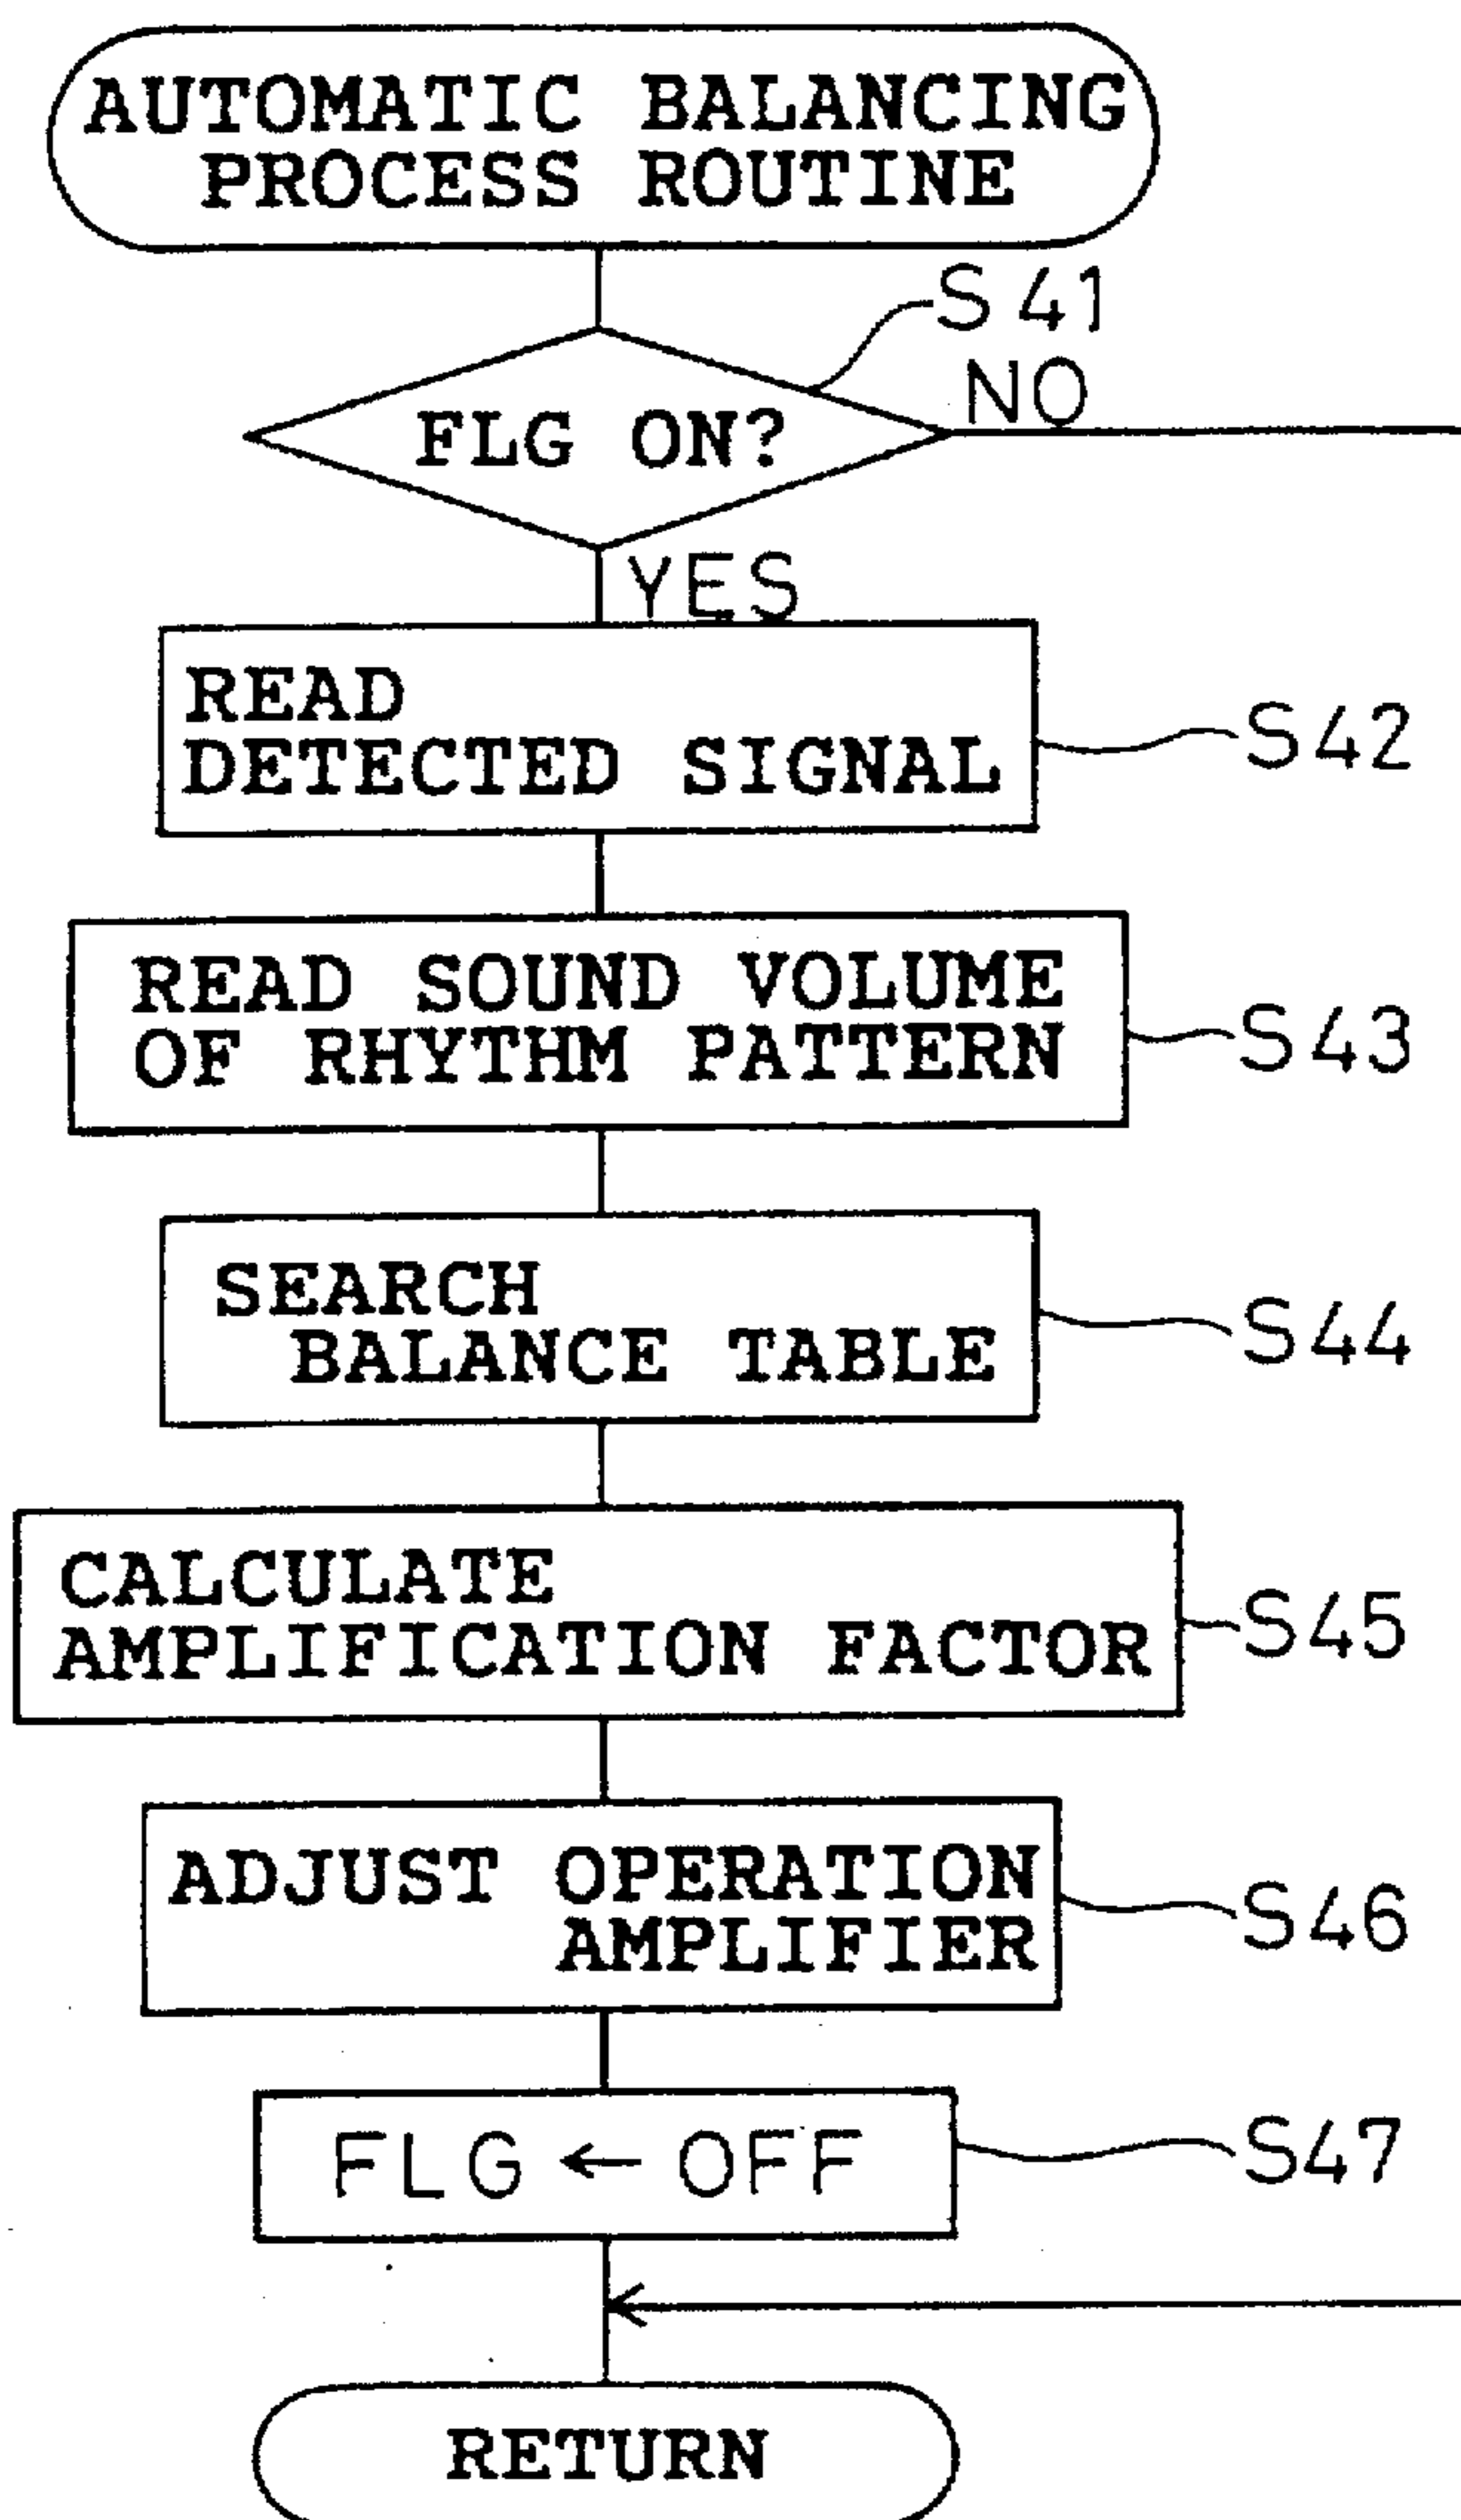 AUTOMATIC BALANCING
PROCESS ROUTINE
S41
NO
FLG ON?
YES
READ
DETECTED SIGNAL
S42
READ SOUND VOLUME
OF RHYTHM PATTERN
S43
SEARCH
BALANCE TABLE
S44
CALCULATE
AMPLIFICATION FACTOR
S45
ADJUST OPERATION
AMPLIFIER
S46
FLG ← OFF
S47
RETURN